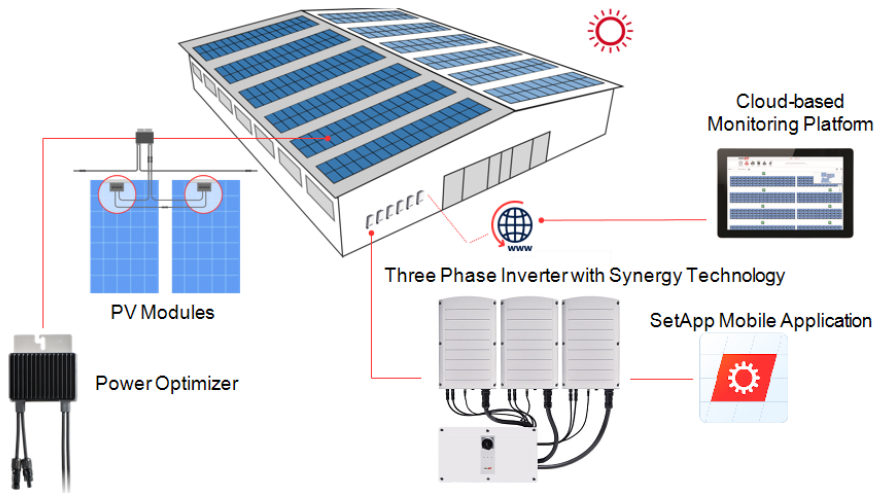 Cloud-based
Monitoring Platform
www
Three Phase Inverter with Synergy Technology
PV Modules
SetApp Mobile Application
Power Optimizer